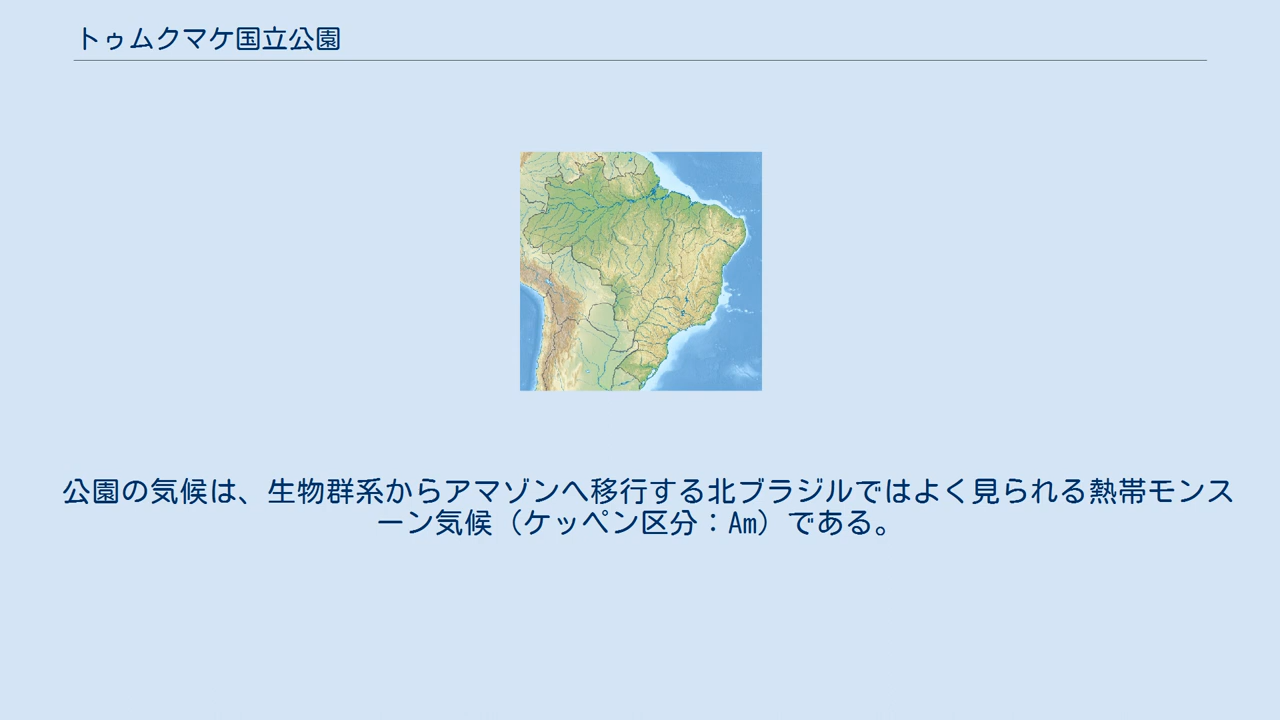 トゥムクマケ国立公園
公園の気候は、生物群系からアマゾンへ移行する北ブラジルではよく見られる熱帯モンス
ーン気候（ケッペン区分：Am）である。